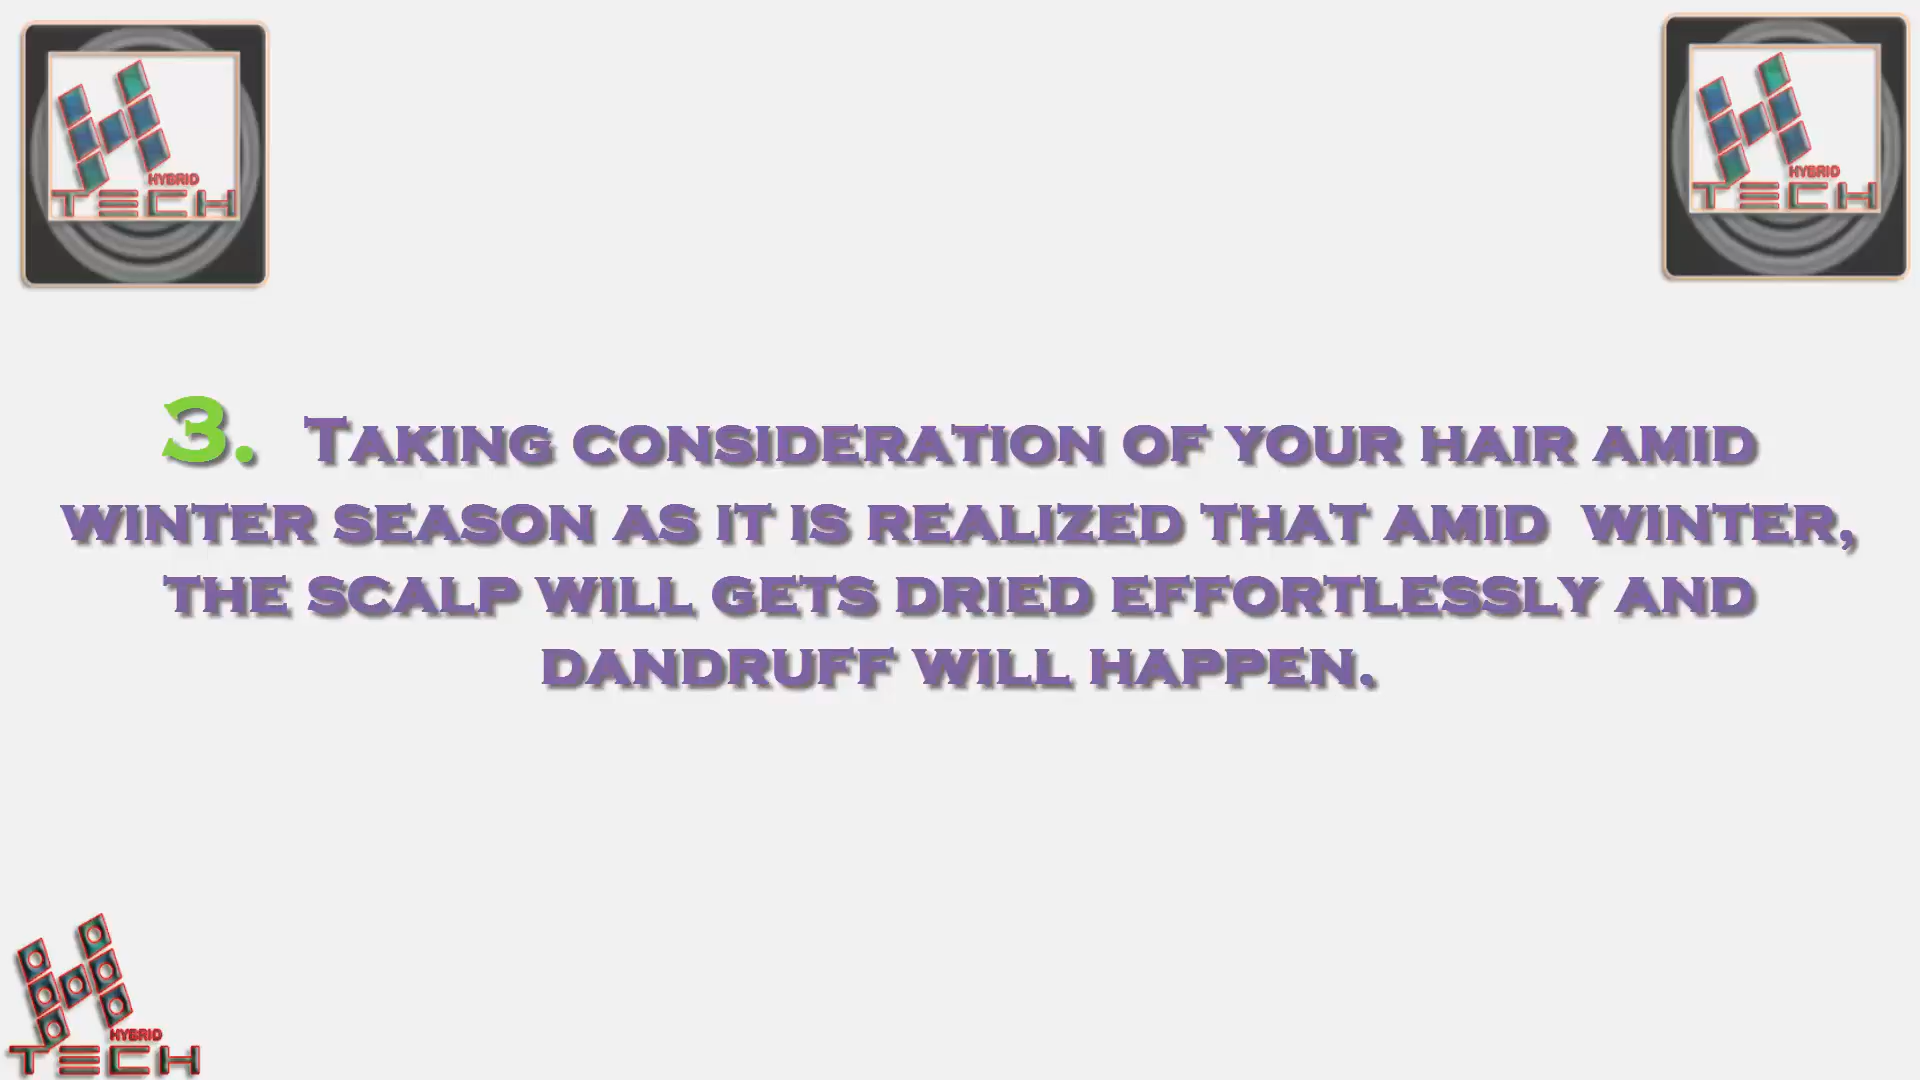 HYBRID
TECH
HYBRID
TECH
3. Taking consideration of your hair amid
winter season as it is realized that amid winter,
the scalp will gets dried effortlessly and
dandruff will happen.
HYBRID
TECH